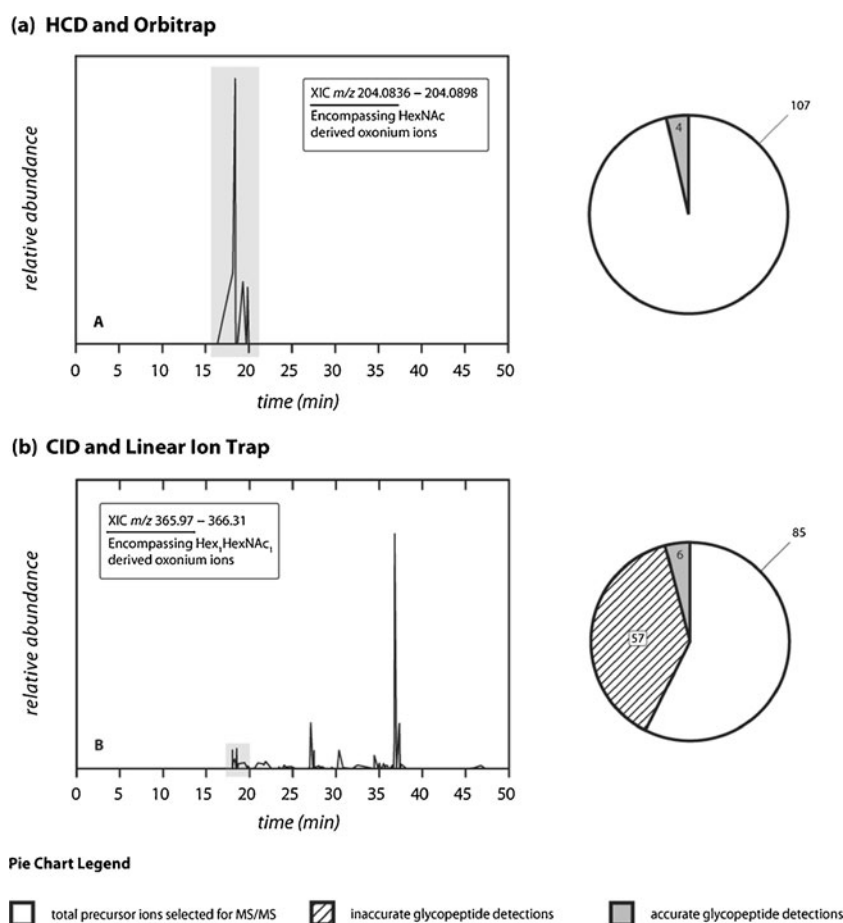 (a) HCD and Orbitrap
relative abundance
XIC m/z 204.0836 – 204.0898
Encompassing HexNAc
derived oxonium ions
A
0 5 10 15 20 25 30 35 40 45 50
time (min)
107
4
(b) CID and Linear Ion Trap
relative abundance
XIC m/z 365.97 – 366.31
Encompassing Hex₁HexNAc₁
derived oxonium ions
B
0 5 10 15 20 25 30 35 40 45 50
time (min)
85
6
57
Pie Chart Legend
total precursor ions selected for MS/MS
inaccurate glycopeptide detections
accurate glycopeptide detections